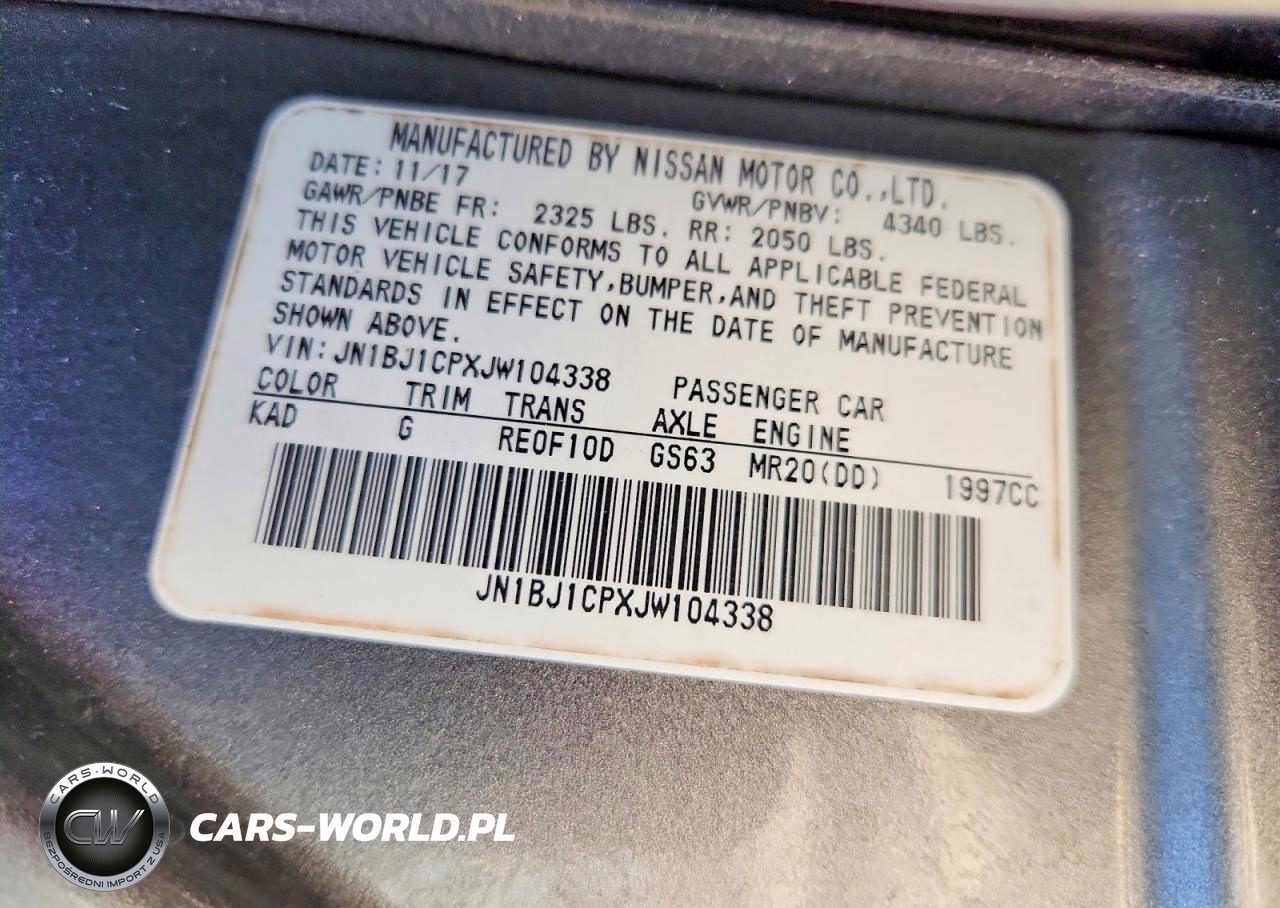 MANUFACTURED BY NISSAN MOTOR CO.,LTD.
DATE: 11/17 GVWR/PNBV: 4340 LBS.
GAWR/PNBE FR: 2325 LBS. RR: 2050 LBS.
THIS VEHICLE CONFORMS TO ALL APPLICABLE FEDERAL
MOTOR VEHICLE SAFETY,BUMPER,AND THEFT PREVENTION
STANDARDS IN EFFECT ON THE DATE OF MANUFACTURE
SHOWN ABOVE.
VIN: JN1BJ1CPXJW104338 PASSENGER CAR
COLOR TRIM TRANS AXLE ENGINE
KAD G RE0F10D GS63 MR20(DD) 1997CC
JN1BJ1CPXJW104338
CARS-WORLD
CW
BEZPOŚREDNI IMPORT Z USA
CARS-WORLD.PL